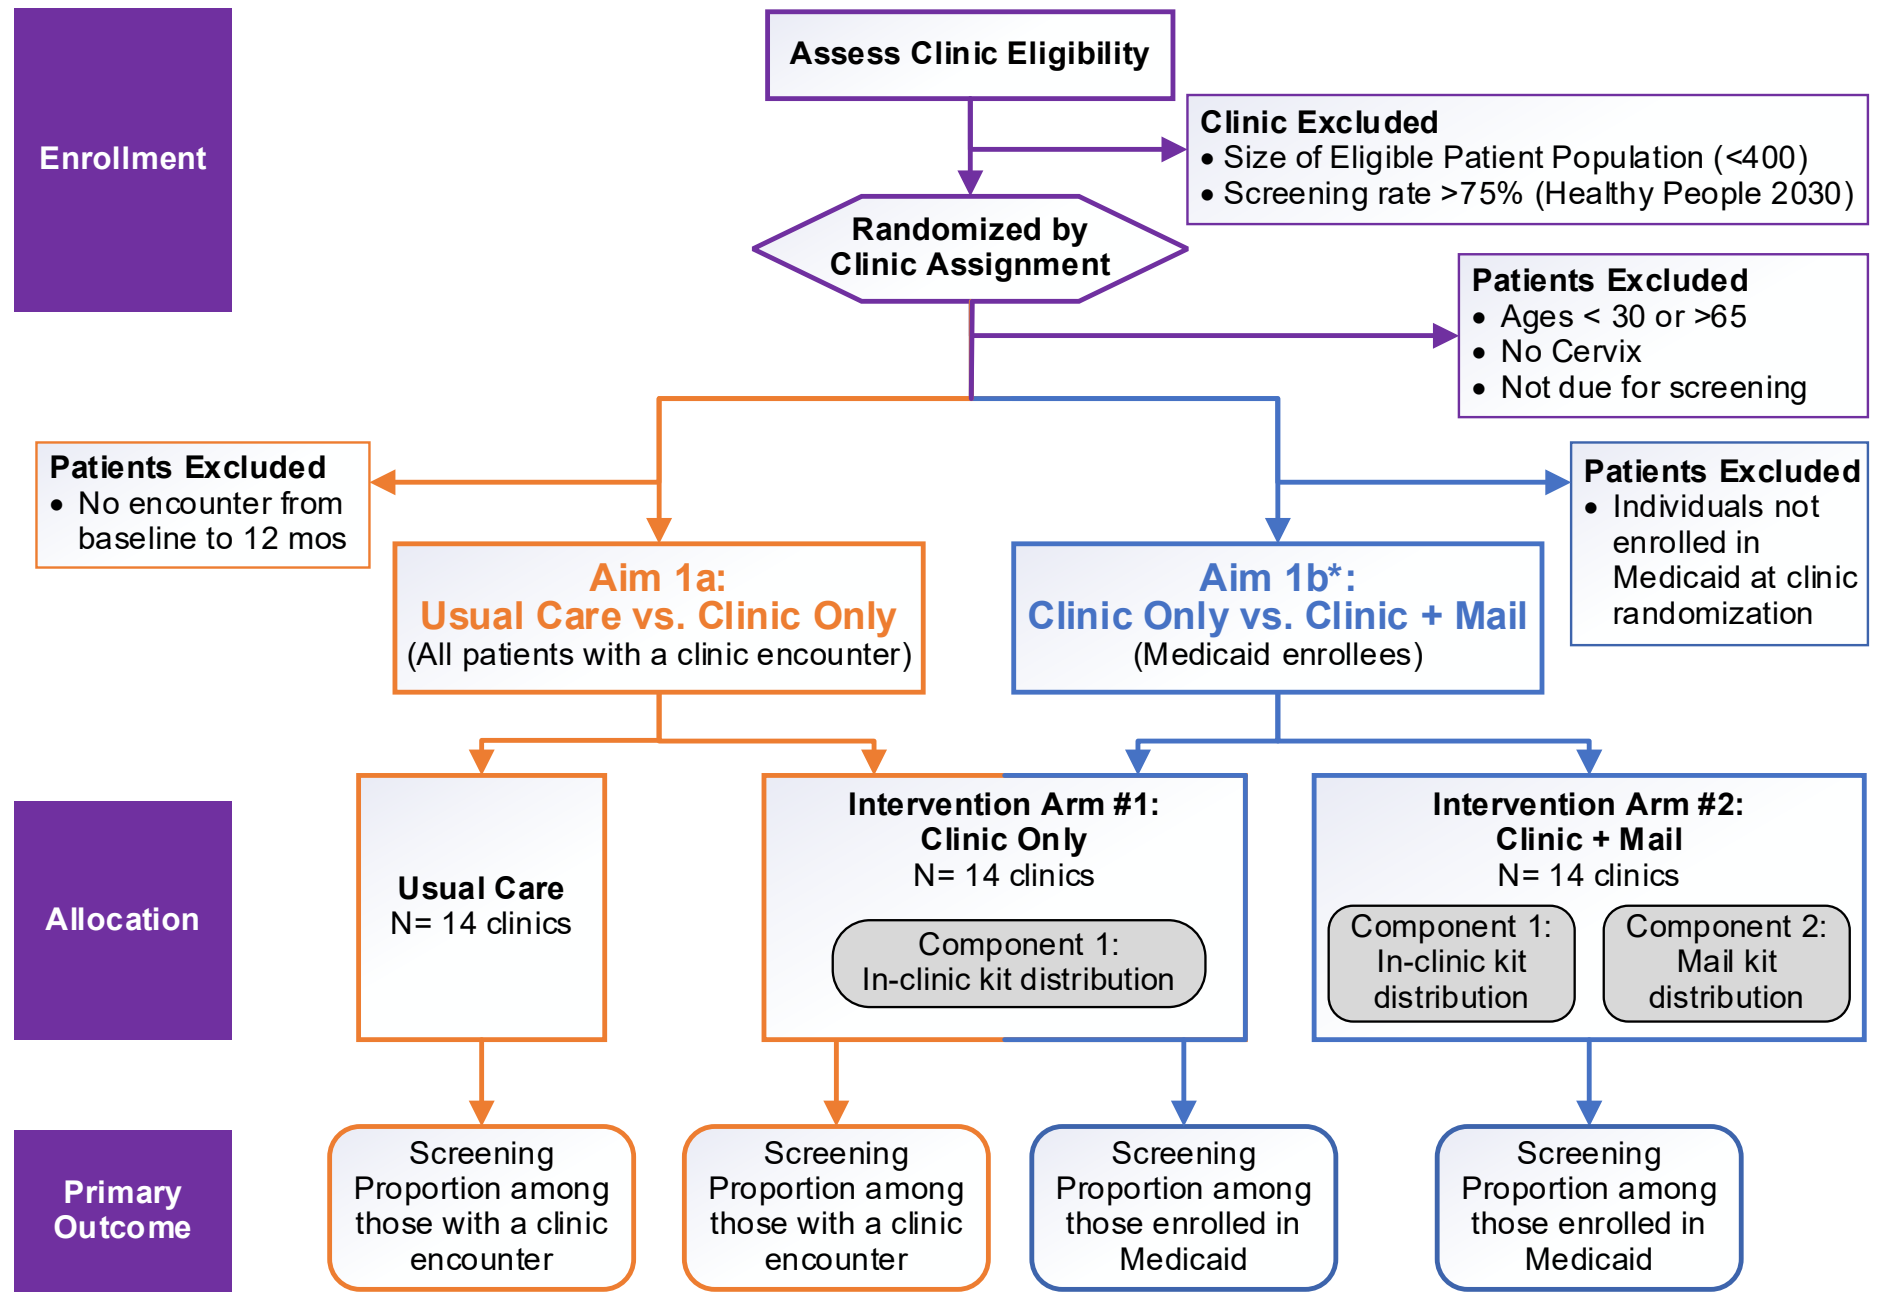 Enrollment
Assess Clinic Eligibility
Clinic Excluded
• Size of Eligible Patient Population (<400)
• Screening rate >75% (Healthy People 2030)
Randomized by
Clinic Assignment
Patients Excluded
• Ages < 30 or >65
• No Cervix
• Not due for screening
Patients Excluded
• No encounter from
baseline to 12 mos
Patients Excluded
• Individuals not
enrolled in
Medicaid at clinic
randomization
Aim 1a:
Usual Care vs. Clinic Only
(All patients with a clinic encounter)
Aim 1b*:
Clinic Only vs. Clinic + Mail
(Medicaid enrollees)
Allocation
Usual Care
N= 14 clinics
Intervention Arm #1:
Clinic Only
N= 14 clinics
Component 1:
In-clinic kit distribution
Intervention Arm #2:
Clinic + Mail
N= 14 clinics
Component 1:
In-clinic kit
distribution
Component 2:
Mail kit
distribution
Primary
Outcome
Screening
Proportion among
those with a clinic
encounter
Screening
Proportion among
those with a clinic
encounter
Screening
Proportion among
those enrolled in
Medicaid
Screening
Proportion among
those enrolled in
Medicaid